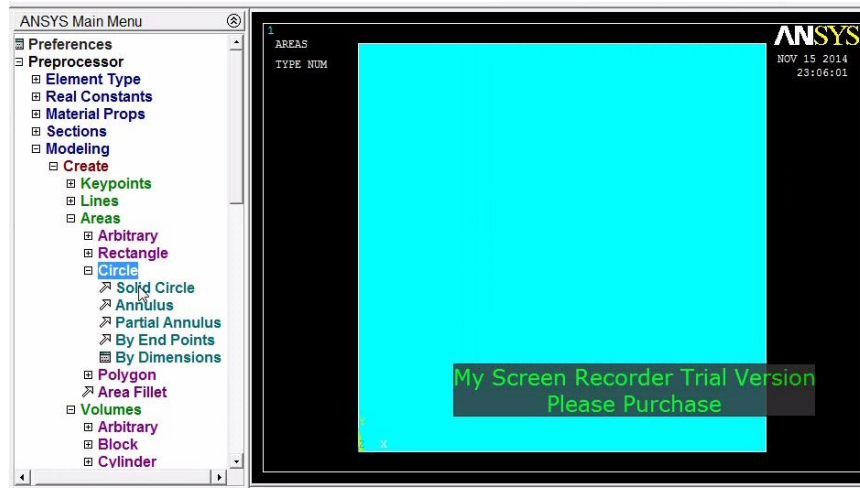 ANSYS Main Menu
Preferences
Preprocessor
Element Type
Real Constants
Material Props
Sections
Modeling
Create
Keypoints
Lines
Areas
Arbitrary
Rectangle
Circle
Solid Circle
Annulus
Partial Annulus
By End Points
By Dimensions
Polygon
Area Fillet
Volumes
Arbitrary
Block
Cylinder
1
AREAS
TYPE NUM
ANSYS
NOV 15 2014
23:06:01
My Screen Recorder Trial Version
Please Purchase
Y
Z X